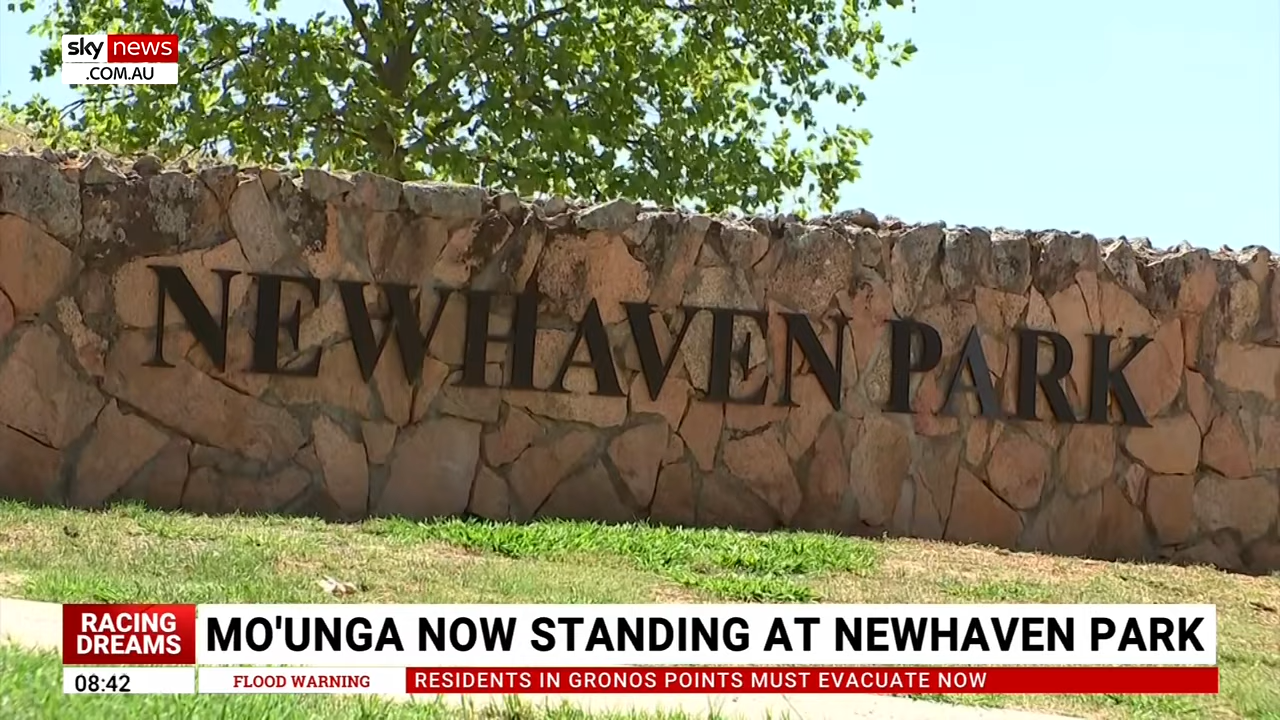 sky news
.COM.AU
NEWHAVEN PARK
RACING
DREAMS
MO'UNGA NOW STANDING AT NEWHAVEN PARK
08:42
FLOOD WARNING
RESIDENTS IN GRONOS POINTS MUST EVACUATE NOW